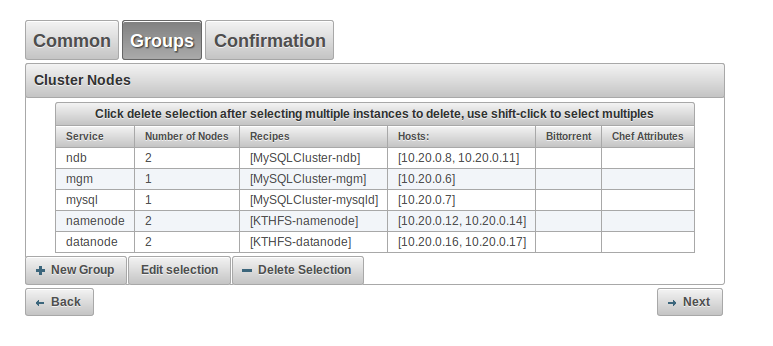 Common Groups Confirmation
Cluster Nodes
Click delete selection after selecting multiple instances to delete, use shift-click to select multiples
Service Number of Nodes Recipes Hosts: Bittorrent Chef Attributes
ndb 2 [MySQLCluster-ndb] [10.20.0.8, 10.20.0.11]
mgm 1 [MySQLCluster-mgm] [10.20.0.6]
mysql 1 [MySQLCluster-mysqld] [10.20.0.7]
namenode 2 [KTHFS-namenode] [10.20.0.12, 10.20.0.14]
datanode 2 [KTHFS-datanode] [10.20.0.16, 10.20.0.17]
New Group Edit selection Delete Selection
Back Next